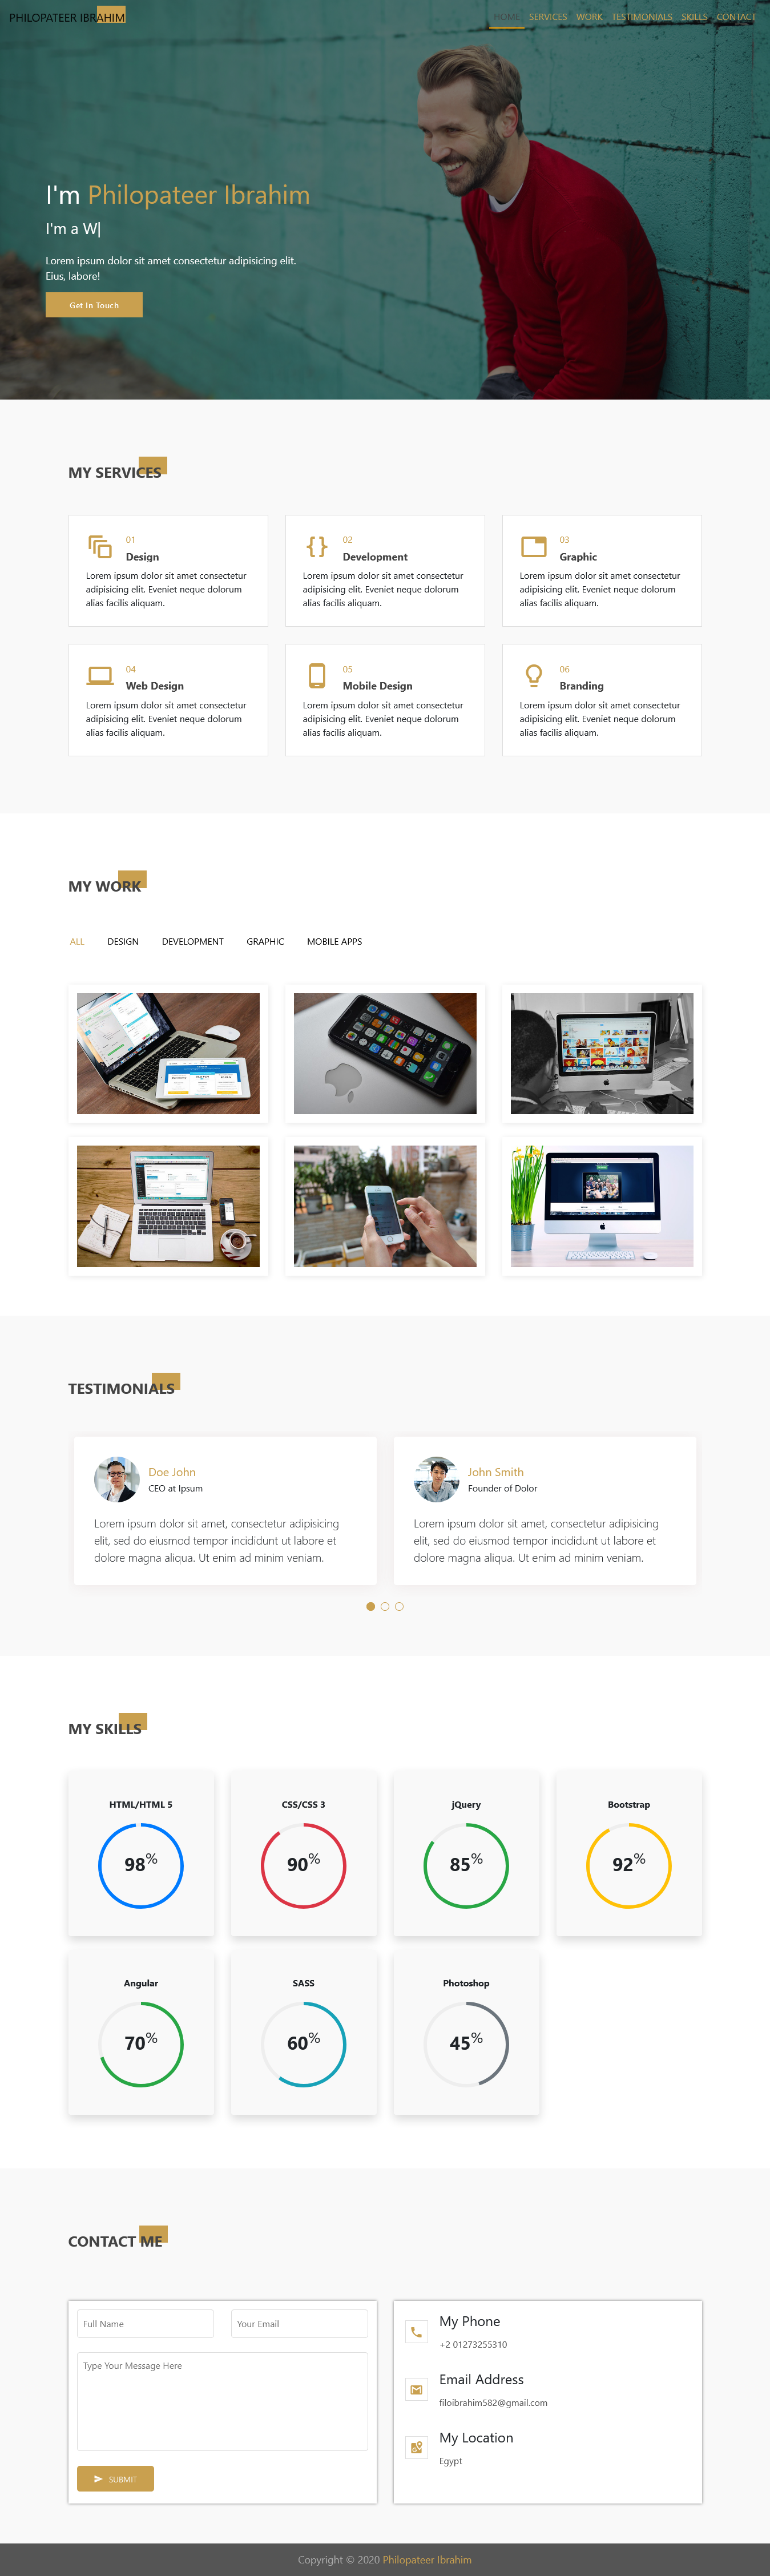 PHILOPATEER IBRAHIM
HOME SERVICES WORK TESTIMONIALS SKILLS CONTACT
I'm Philopateer Ibrahim
I'm a W|
Lorem ipsum dolor sit amet consectetur adipisicing elit.
Eius, labore!
Get In Touch
MY SERVICES
01
Design
Lorem ipsum dolor sit amet consectetur
adipisicing elit. Eveniet neque dolorum
alias facilis aliquam.
02
Development
Lorem ipsum dolor sit amet consectetur
adipisicing elit. Eveniet neque dolorum
alias facilis aliquam.
03
Graphic
Lorem ipsum dolor sit amet consectetur
adipisicing elit. Eveniet neque dolorum
alias facilis aliquam.
04
Web Design
Lorem ipsum dolor sit amet consectetur
adipisicing elit. Eveniet neque dolorum
alias facilis aliquam.
05
Mobile Design
Lorem ipsum dolor sit amet consectetur
adipisicing elit. Eveniet neque dolorum
alias facilis aliquam.
06
Branding
Lorem ipsum dolor sit amet consectetur
adipisicing elit. Eveniet neque dolorum
alias facilis aliquam.
MY WORK
ALL DESIGN DEVELOPMENT GRAPHIC MOBILE APPS
TESTIMONIALS
Doe John
CEO at Ipsum
Lorem ipsum dolor sit amet, consectetur adipisicing
elit, sed do eiusmod tempor incididunt ut labore et
dolore magna aliqua. Ut enim ad minim veniam.
John Smith
Founder of Dolor
Lorem ipsum dolor sit amet, consectetur adipisicing
elit, sed do eiusmod tempor incididunt ut labore et
dolore magna aliqua. Ut enim ad minim veniam.
MY SKILLS
HTML/HTML 5
98%
CSS/CSS 3
90%
jQuery
85%
Bootstrap
92%
Angular
70%
SASS
60%
Photoshop
45%
CONTACT ME
Full Name
Your Email
Type Your Message Here
SUBMIT
My Phone
+2 01273255310
Email Address
filoibrahim582@gmail.com
My Location
Egypt
Copyright © 2020 Philopateer Ibrahim